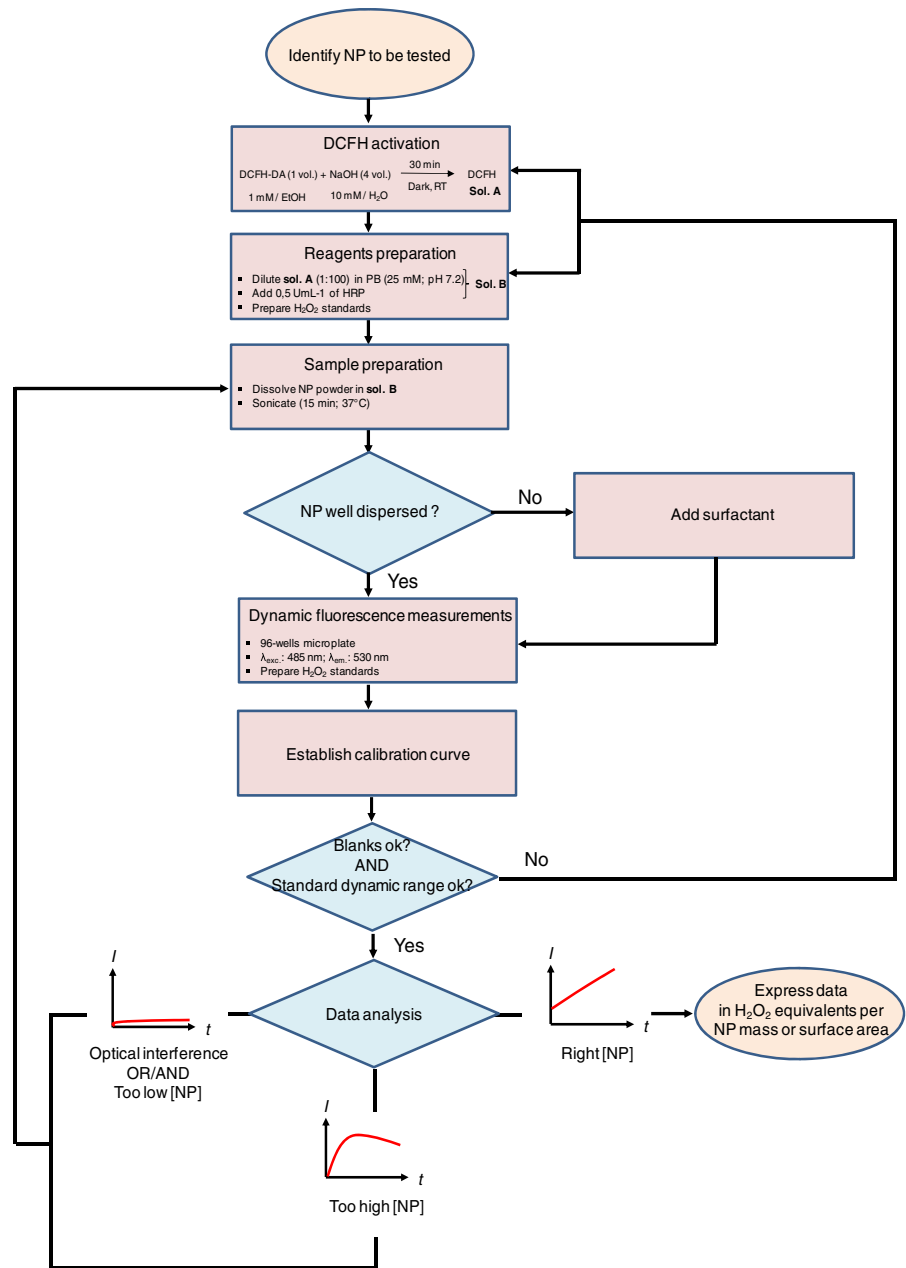 Identify NP to be tested
DCFH activation
DCFH-DA (1 vol.) + NaOH (4 vol.)
30 min
Dark, RT
DCFH
1 mM / EtOH
10 mM / H₂O
Sol. A
Reagents preparation
▪ Dilute sol. A (1:100) in PB (25 mM; pH 7.2)
▪ Add 0,5 UmL-1 of HRP
▪ Prepare H₂O₂ standards
Sol. B
Sample preparation
▪ Dissolve NP powder in sol. B
▪ Sonicate (15 min; 37°C)
NP well dispersed ?
No
Add surfactant
Yes
Dynamic fluorescence measurements
▪ 96-wells microplate
▪ λexc.: 485 nm; λem.: 530 nm
▪ Prepare H₂O₂ standards
Establish calibration curve
Blanks ok?
AND
Standard dynamic range ok?
No
Yes
I
t
Optical interference
OR/AND
Too low [NP]
Data analysis
I
t
Right [NP]
Express data
in H₂O₂ equivalents per
NP mass or surface area
I
t
Too high [NP]